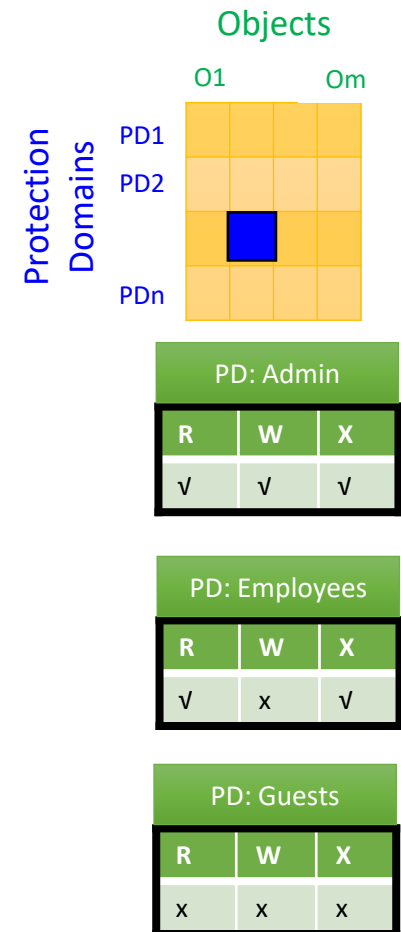 Objects
O1 Om
Protection
Domains
PD1
PD2
PDn
PD: Admin
R W X
√ √ √
PD: Employees
R W X
√ x √
PD: Guests
R W X
x x x